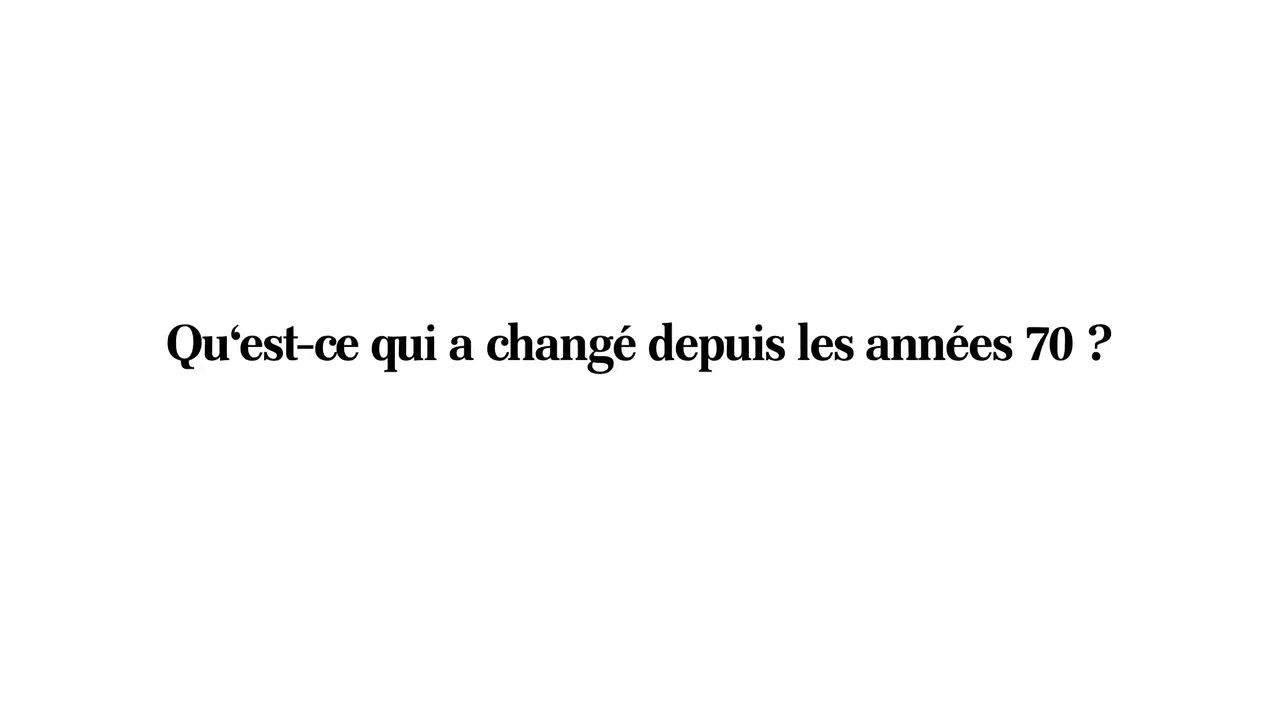 Qu‘est-ce qui a changé depuis les années 70 ?